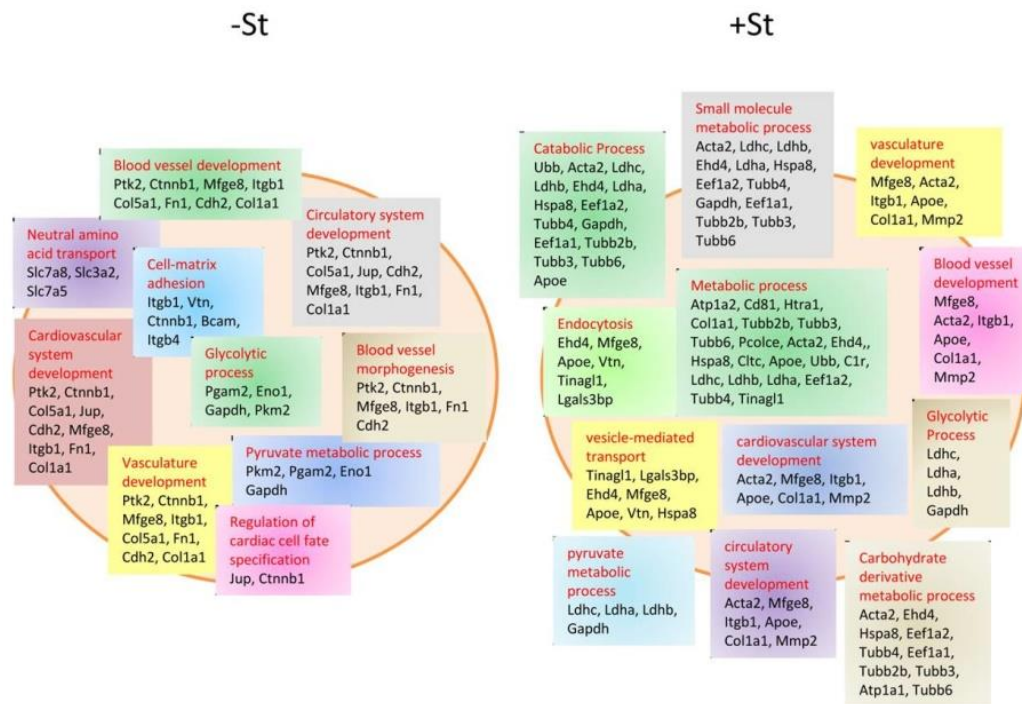 -St
Blood vessel development
Ptk2, Ctnnb1, Mfge8, Itgb1
Col5a1, Fn1, Cdh2, Col1a1
Neutral amino
acid transport
Slc7a8, Slc3a2,
Slc7a5
Cell-matrix
adhesion
Itgb1, Vtn,
Ctnnb1, Bcam,
Itgb4
Circulatory system
development
Ptk2, Ctnnb1,
Col5a1, Jup, Cdh2,
Mfge8, Itgb1, Fn1,
Col1a1
Cardiovascular
system
development
Ptk2, Ctnnb1,
Col5a1, Jup,
Cdh2, Mfge8,
Itgb1, Fn1,
Col1a1
Glycolytic
process
Pgam2, Eno1,
Gapdh, Pkm2
Blood vessel
morphogenesis
Ptk2, Ctnnb1,
Mfge8, Itgb1, Fn1
Cdh2
Vasculature
development
Ptk2, Ctnnb1,
Mfge8, Itgb1,
Col5a1, Fn1,
Cdh2, Col1a1
Pyruvate metabolic process
Pkm2, Pgam2, Eno1
Gapdh
Regulation of
cardiac cell fate
specification
Jup, Ctnnb1
+St
Catabolic Process
Ubb, Acta2, Ldhc,
Ldhb, Ehd4, Ldha,
Hspa8, Eef1a2,
Tubb4, Gapdh,
Eef1a1, Tubb2b,
Tubb3, Tubb6,
Apoe
Small molecule
metabolic process
Acta2, Ldhc, Ldhb,
Ehd4, Ldha, Hspa8,
Eef1a2, Tubb4,
Gapdh, Eef1a1,
Tubb2b, Tubb3,
Tubb6
vasculature
development
Mfge8, Acta2,
Itgb1, Apoe,
Col1a1, Mmp2
Endocytosis
Ehd4, Mfge8,
Apoe, Vtn,
Tinagl1,
Lgals3bp
Metabolic process
Atp1a2, Cd81, Htra1,
Col1a1, Tubb2b, Tubb3,
Tubb6, Pcolce, Acta2, Ehd4,,
Hspa8, Cltc, Apoe, Ubb, C1r,
Ldhc, Ldhb, Ldha, Eef1a2,
Tubb4, Tinagl1
Blood vessel
development
Mfge8,
Acta2, Itgb1,
Apoe,
Col1a1,
Mmp2
vesicle-mediated
transport
Tinagl1, Lgals3bp,
Ehd4, Mfge8,
Apoe, Vtn, Hspa8
cardiovascular system
development
Acta2, Mfge8, Itgb1,
Apoe, Col1a1, Mmp2
Glycolytic
Process
Ldhc,
Ldha,
Ldhb,
Gapdh
pyruvate
metabolic
process
Ldhc, Ldha, Ldhb,
Gapdh
circulatory
system
development
Acta2, Mfge8,
Itgb1, Apoe,
Col1a1, Mmp2
Carbohydrate
derivative
metabolic process
Acta2, Ehd4,
Hspa8, Eef1a2,
Tubb4, Eef1a1,
Tubb2b, Tubb3,
Atp1a1, Tubb6